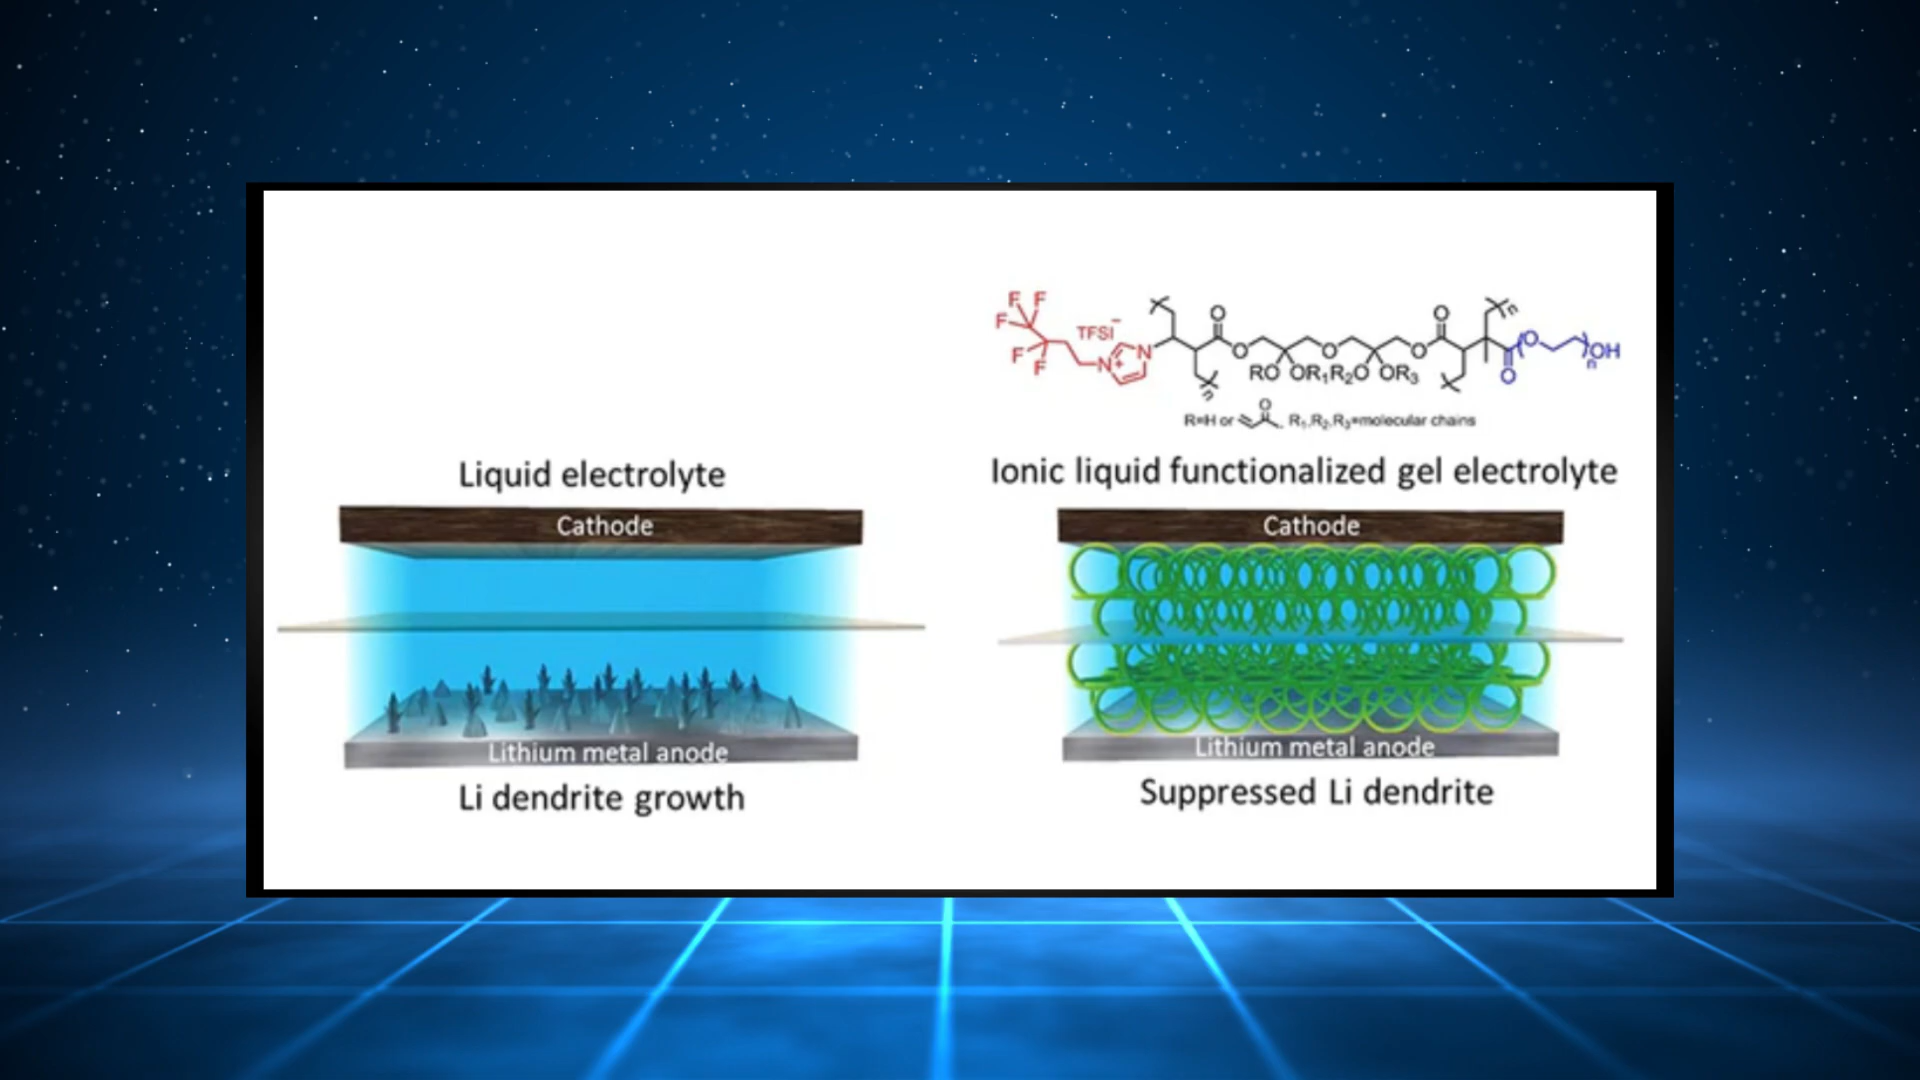 F F
F
TFSI⁻
O
O
n
F
N
O
O
O
O
OH
F
N⁺
RO OR₁R₂O OR₃
O
n
n
O
R=H or
R₁,R₂,R₃=molecular chains
Liquid electrolyte
Cathode
Lithium metal anode
Li dendrite growth
Ionic liquid functionalized gel electrolyte
Cathode
Lithium metal anode
Suppressed Li dendrite